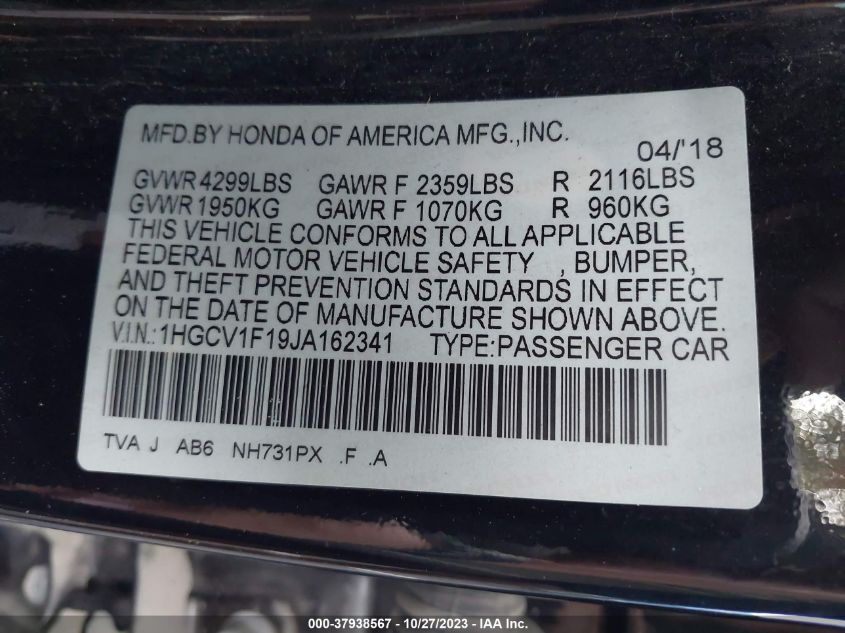 MFD.BY HONDA OF AMERICA MFG.,INC.
04/'18
GVWR 4299LBS GAWR F 2359LBS R 2116LBS
GVWR 1950KG GAWR F 1070KG R 960KG
THIS VEHICLE CONFORMS TO ALL APPLICABLE
FEDERAL MOTOR VEHICLE SAFETY , BUMPER,
AND THEFT PREVENTION STANDARDS IN EFFECT
ON THE DATE OF MANUFACTURE SHOWN ABOVE.
V.I.N.:1HGCV1F19JA162341 TYPE:PASSENGER CAR
TVA J AB6 NH731PX .F .A
000-37938567 | 10/27/2023 | © IAA, Inc.